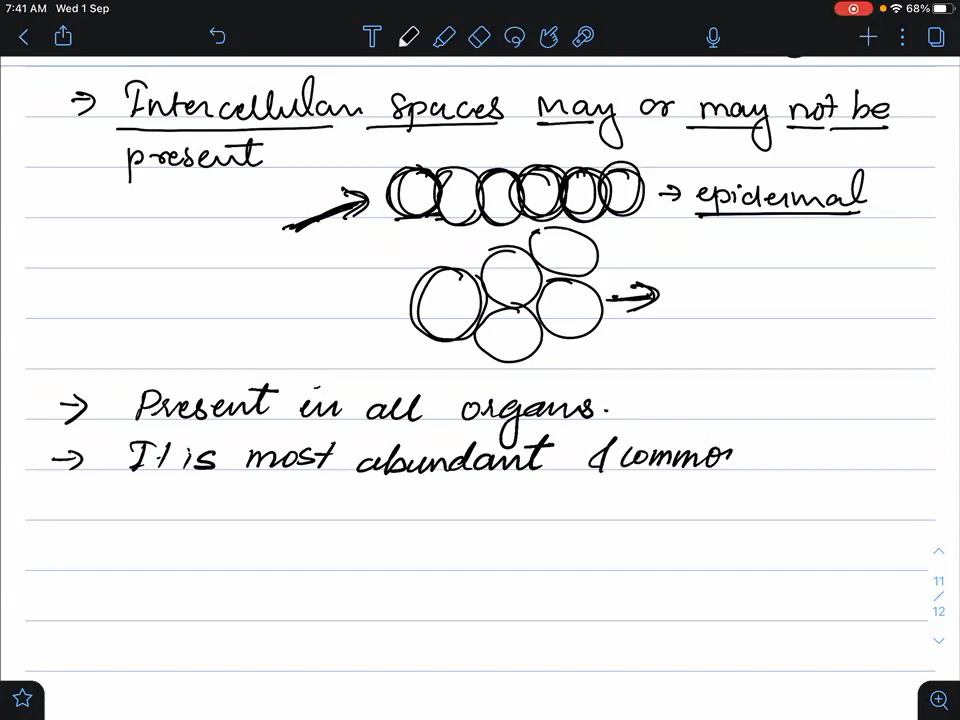 7:41 AM Wed 1 Sep 68%
T
→ Intercellular spaces may or may not be
present
→ epidermal
→ Present in all organs.
→ It is most abundant & commo
11
/
12